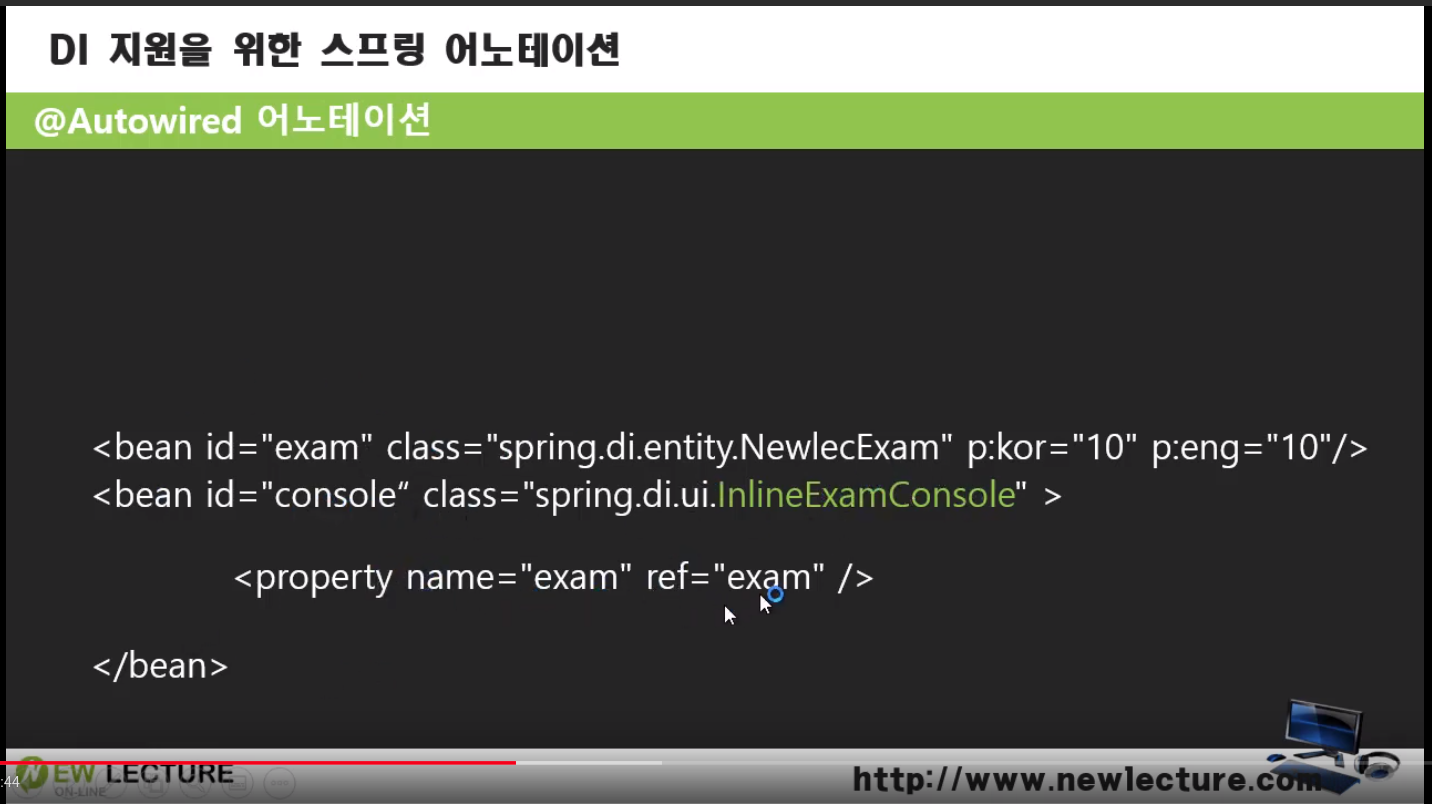 DI 지원을 위한 스프링 어노테이션
@Autowired 어노테이션
<bean id="exam" class="spring.di.entity.NewlecExam" p:kor="10" p:eng="10"/>
<bean id="console“ class="spring.di.ui.InlineExamConsole" >
<property name="exam" ref="exam" />
</bean>
NEW LECTURE
ON-LINE
:44
http://www.newlecture.com